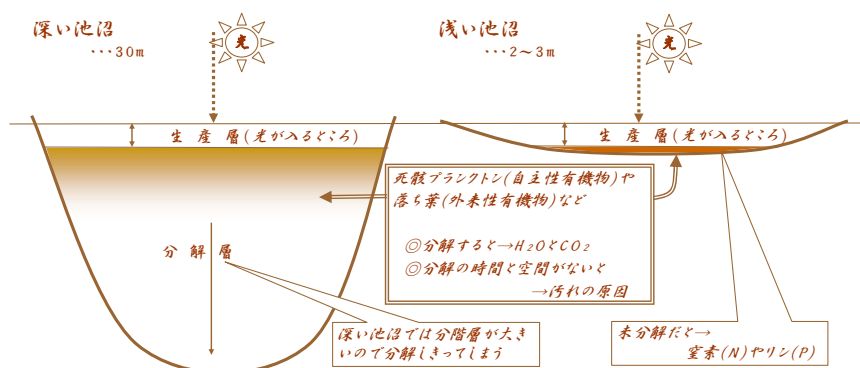 深い池沼
・・・30m
光
浅い池沼
・・・2～3m
光
生産層(光が入るところ)
生産層(光が入るところ)
死骸プランクトン(自主性有機物)や
落ち葉(外来性有機物)など
◎分解すると→H2OとCO2
◎分解の時間と空間がないと
→汚れの原因
分解層
深い池沼では分階層が大き
いので分解しきってしまう
未分解だと→
窒素(N)やリン(P)